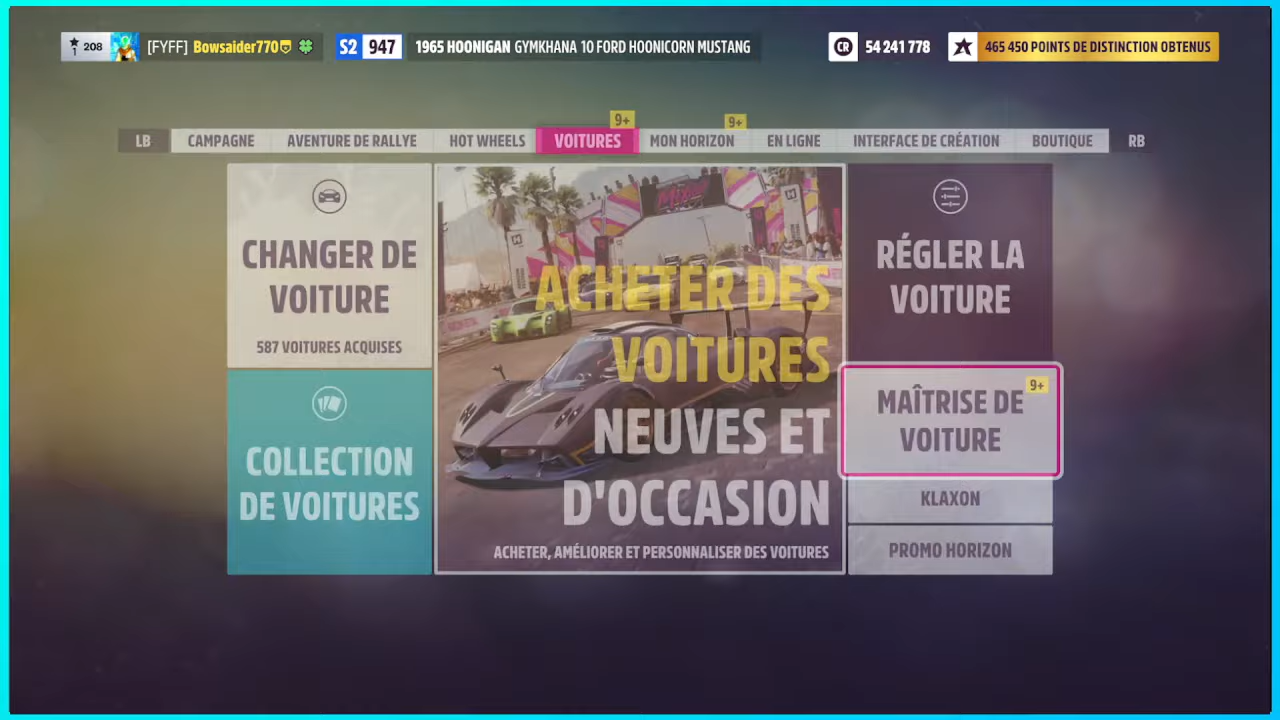 1 208 [FYFF] Bowsaider770 S2 947 1965 HOONIGAN GYMKHANA 10 FORD HOONICORN MUSTANG CR 54 241 778 465 450 POINTS DE DISTINCTION OBTENUS
9+ 9+
LB CAMPAGNE AVENTURE DE RALLYE HOT WHEELS VOITURES MON HORIZON EN LIGNE INTERFACE DE CRÉATION BOUTIQUE RB
CHANGER DE
VOITURE
587 VOITURES ACQUISES
COLLECTION
DE VOITURES
ACHETER DES
VOITURES
NEUVES ET
D'OCCASION
ACHETER, AMÉLIORER ET PERSONNALISER DES VOITURES
RÉGLER LA
VOITURE
9+
MAÎTRISE DE
VOITURE
KLAXON
PROMO HORIZON